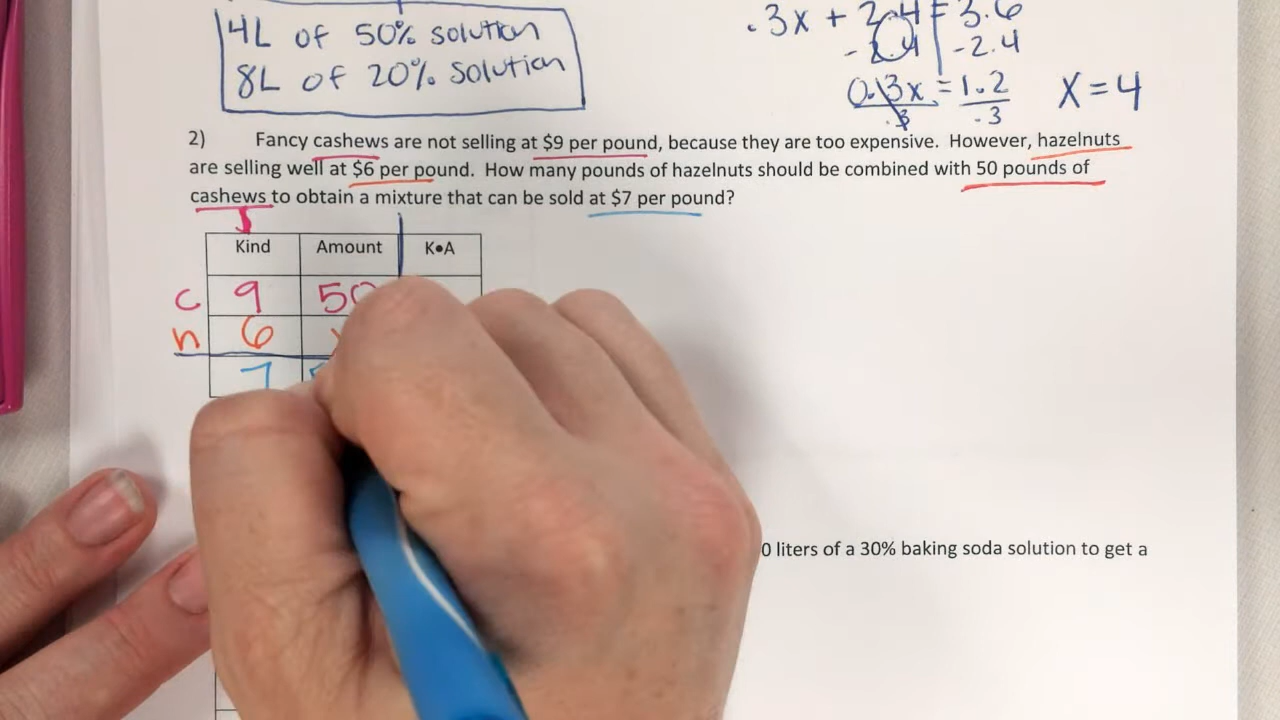 4L of 50% solution
8L of 20% solution
.3x + 2.4 = 3.6
-2.4 -2.4
0.3x = 1.2
.3 .3
x = 4
2) Fancy cashews are not selling at $9 per pound, because they are too expensive. However, hazelnuts
are selling well at $6 per pound. How many pounds of hazelnuts should be combined with 50 pounds of
cashews to obtain a mixture that can be sold at $7 per pound?
Kind Amount K•A
c 9 50
h 6
7
0 liters of a 30% baking soda solution to get a